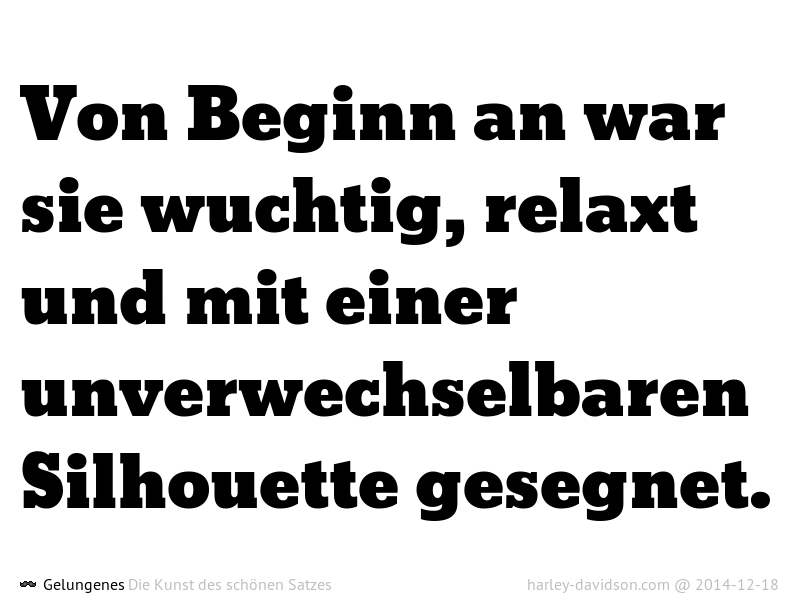 Von Beginn an war
sie wuchtig, relaxt
und mit einer
unverwechselbaren
Silhouette gesegnet.
Gelungenes Die Kunst des schönen Satzes harley-davidson.com @ 2014-12-18